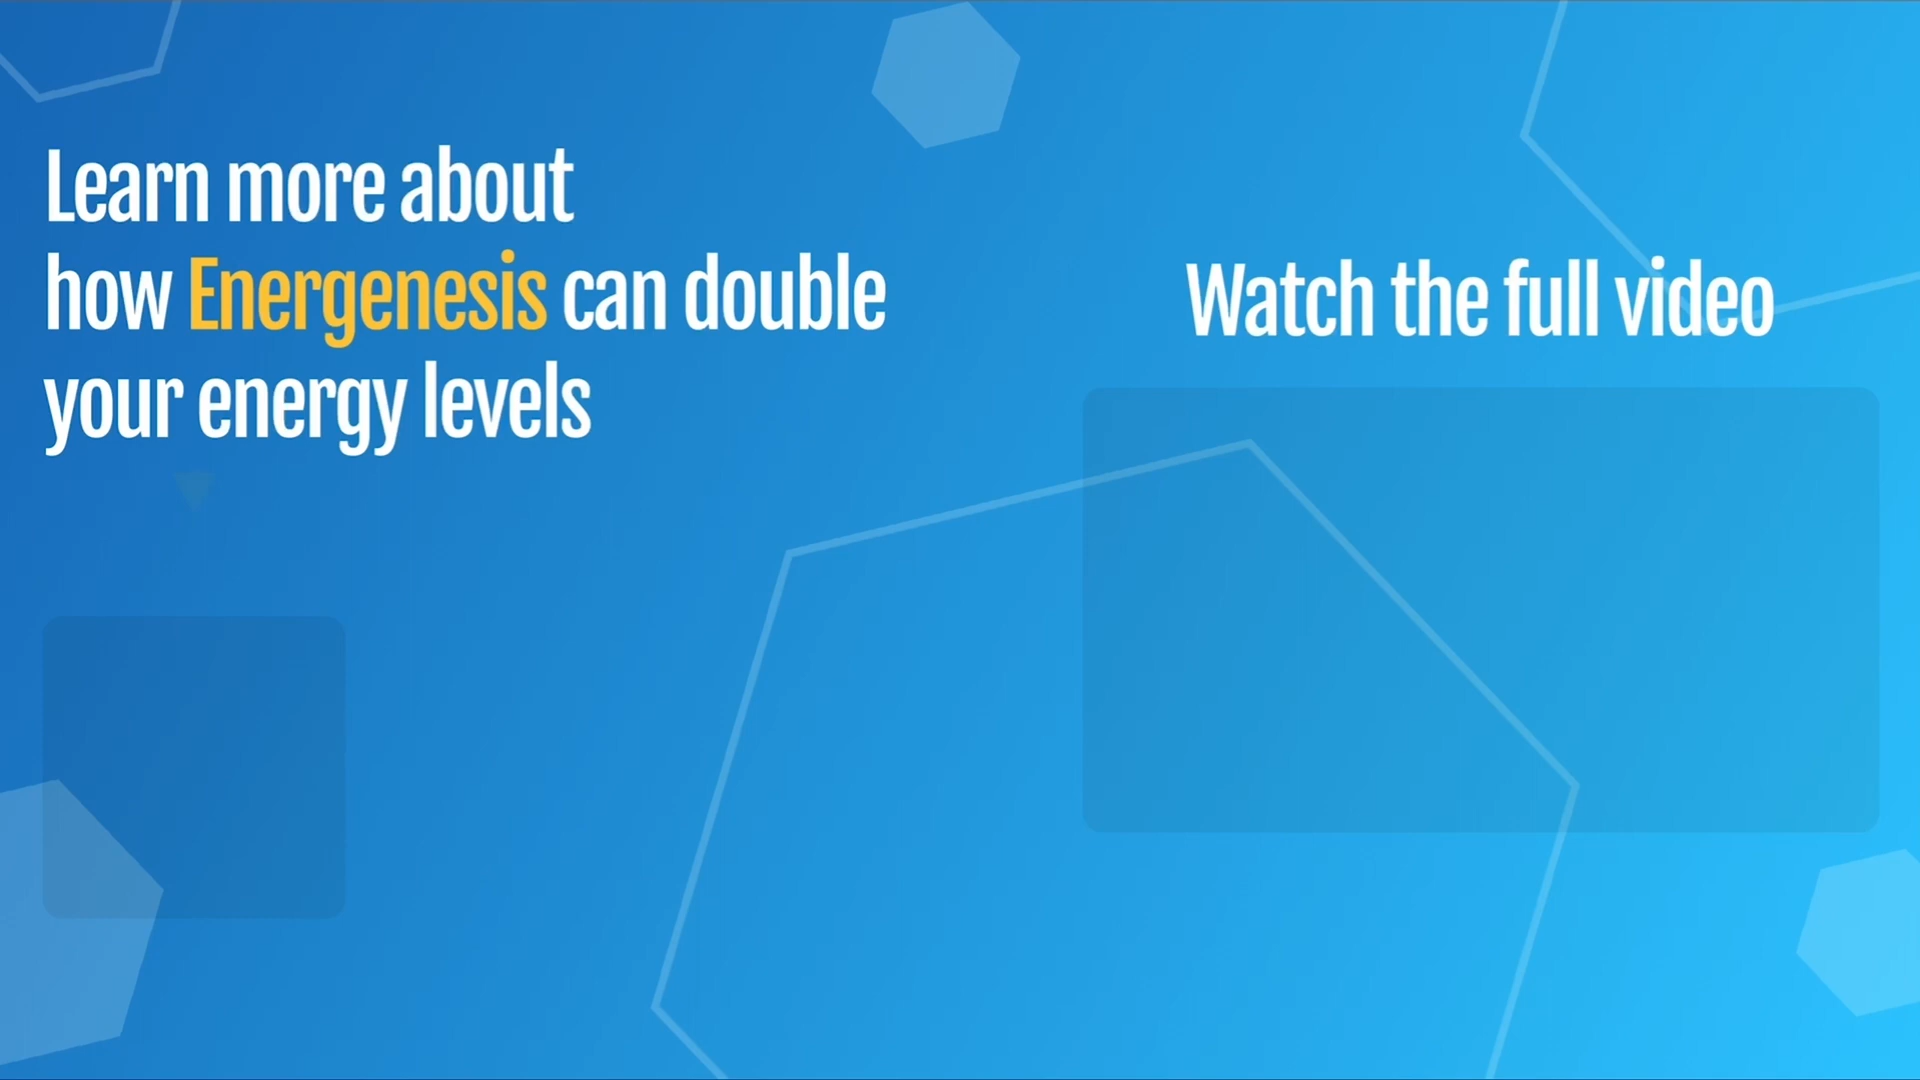 Learn more about
how Energenesis can double
your energy levels
Watch the full video